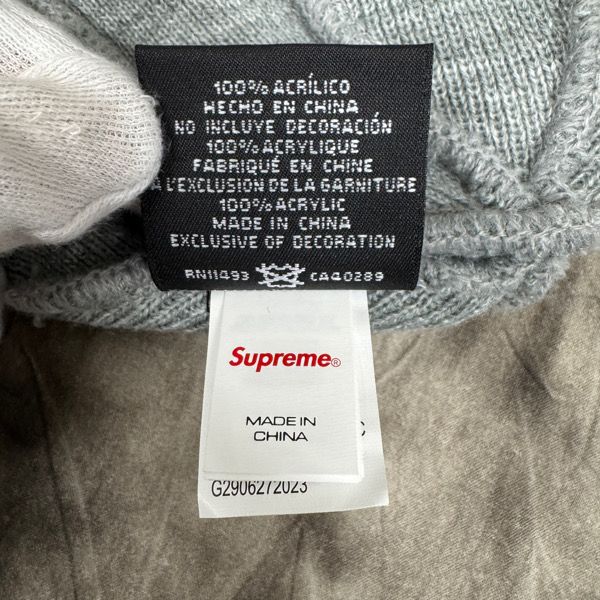 100% ACRÍLICO
HECHO EN CHINA
NO INCLUYE DECORACIÓN
100% ACRYLIQUE
FABRIQUÉ EN CHINE
À L'EXCLUSION DE LA GARNITURE
100% ACRYLIC
MADE IN CHINA
EXCLUSIVE OF DECORATION
RN11493 CA40289
Supreme®
MADE IN
CHINA
C
G2906272023